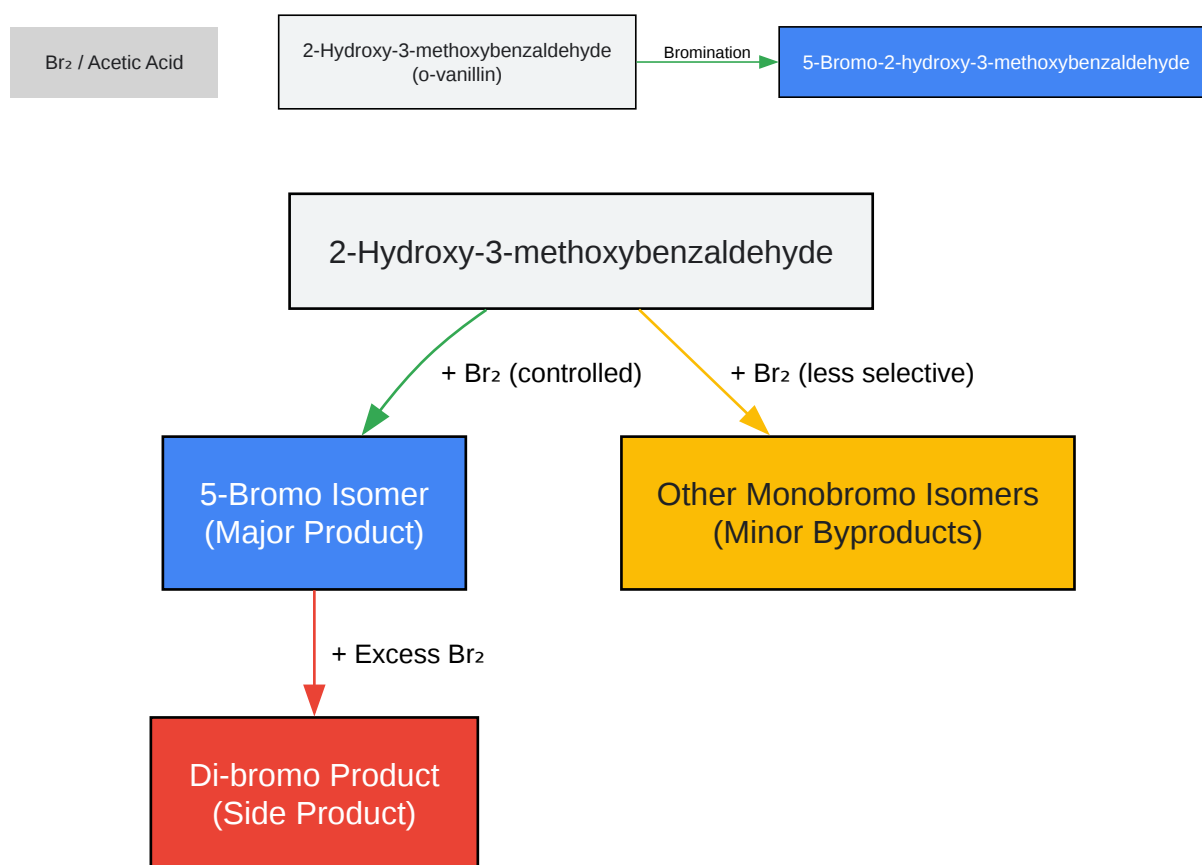 Br₂ / Acetic Acid
2-Hydroxy-3-methoxybenzaldehyde
(o-vanillin)
Bromination
5-Bromo-2-hydroxy-3-methoxybenzaldehyde
2-Hydroxy-3-methoxybenzaldehyde
+ Br₂ (controlled)
+ Br₂ (less selective)
5-Bromo Isomer
(Major Product)
Other Monobromo Isomers
(Minor Byproducts)
+ Excess Br₂
Di-bromo Product
(Side Product)